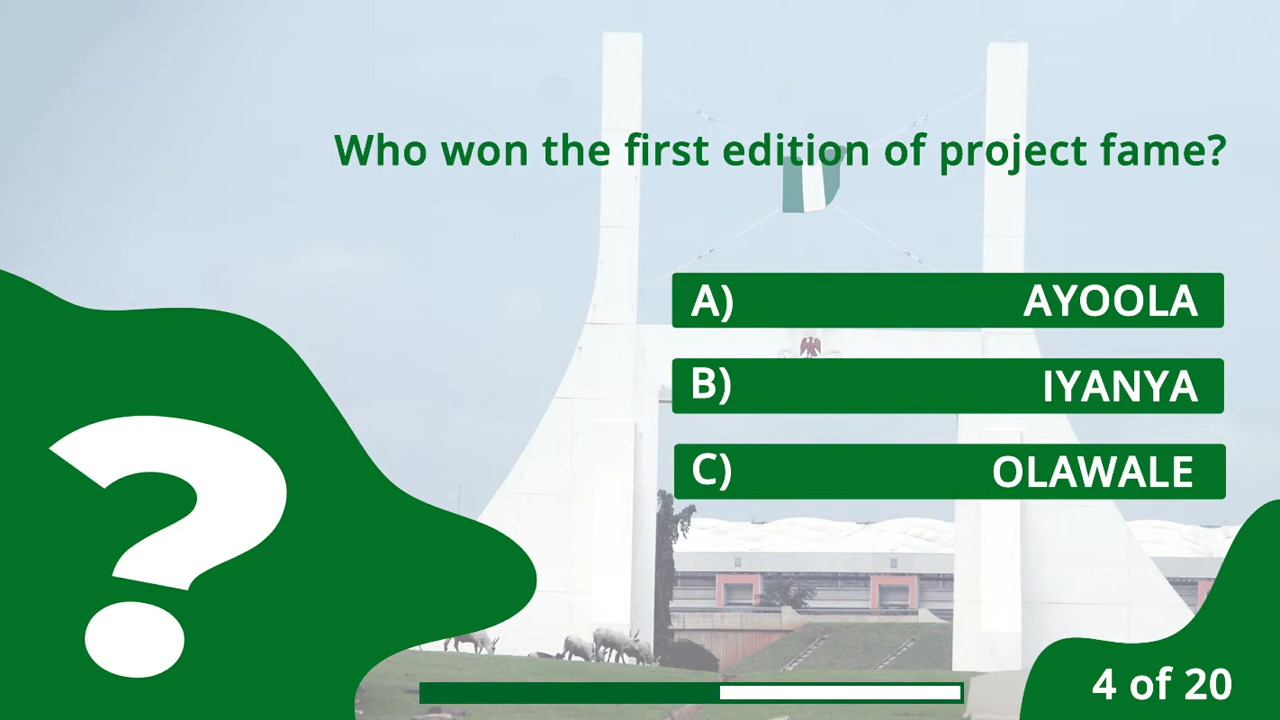 Who won the first edition of project fame?
A) AYOOLA
B) IYANYA
C) OLAWALE
?
4 of 20